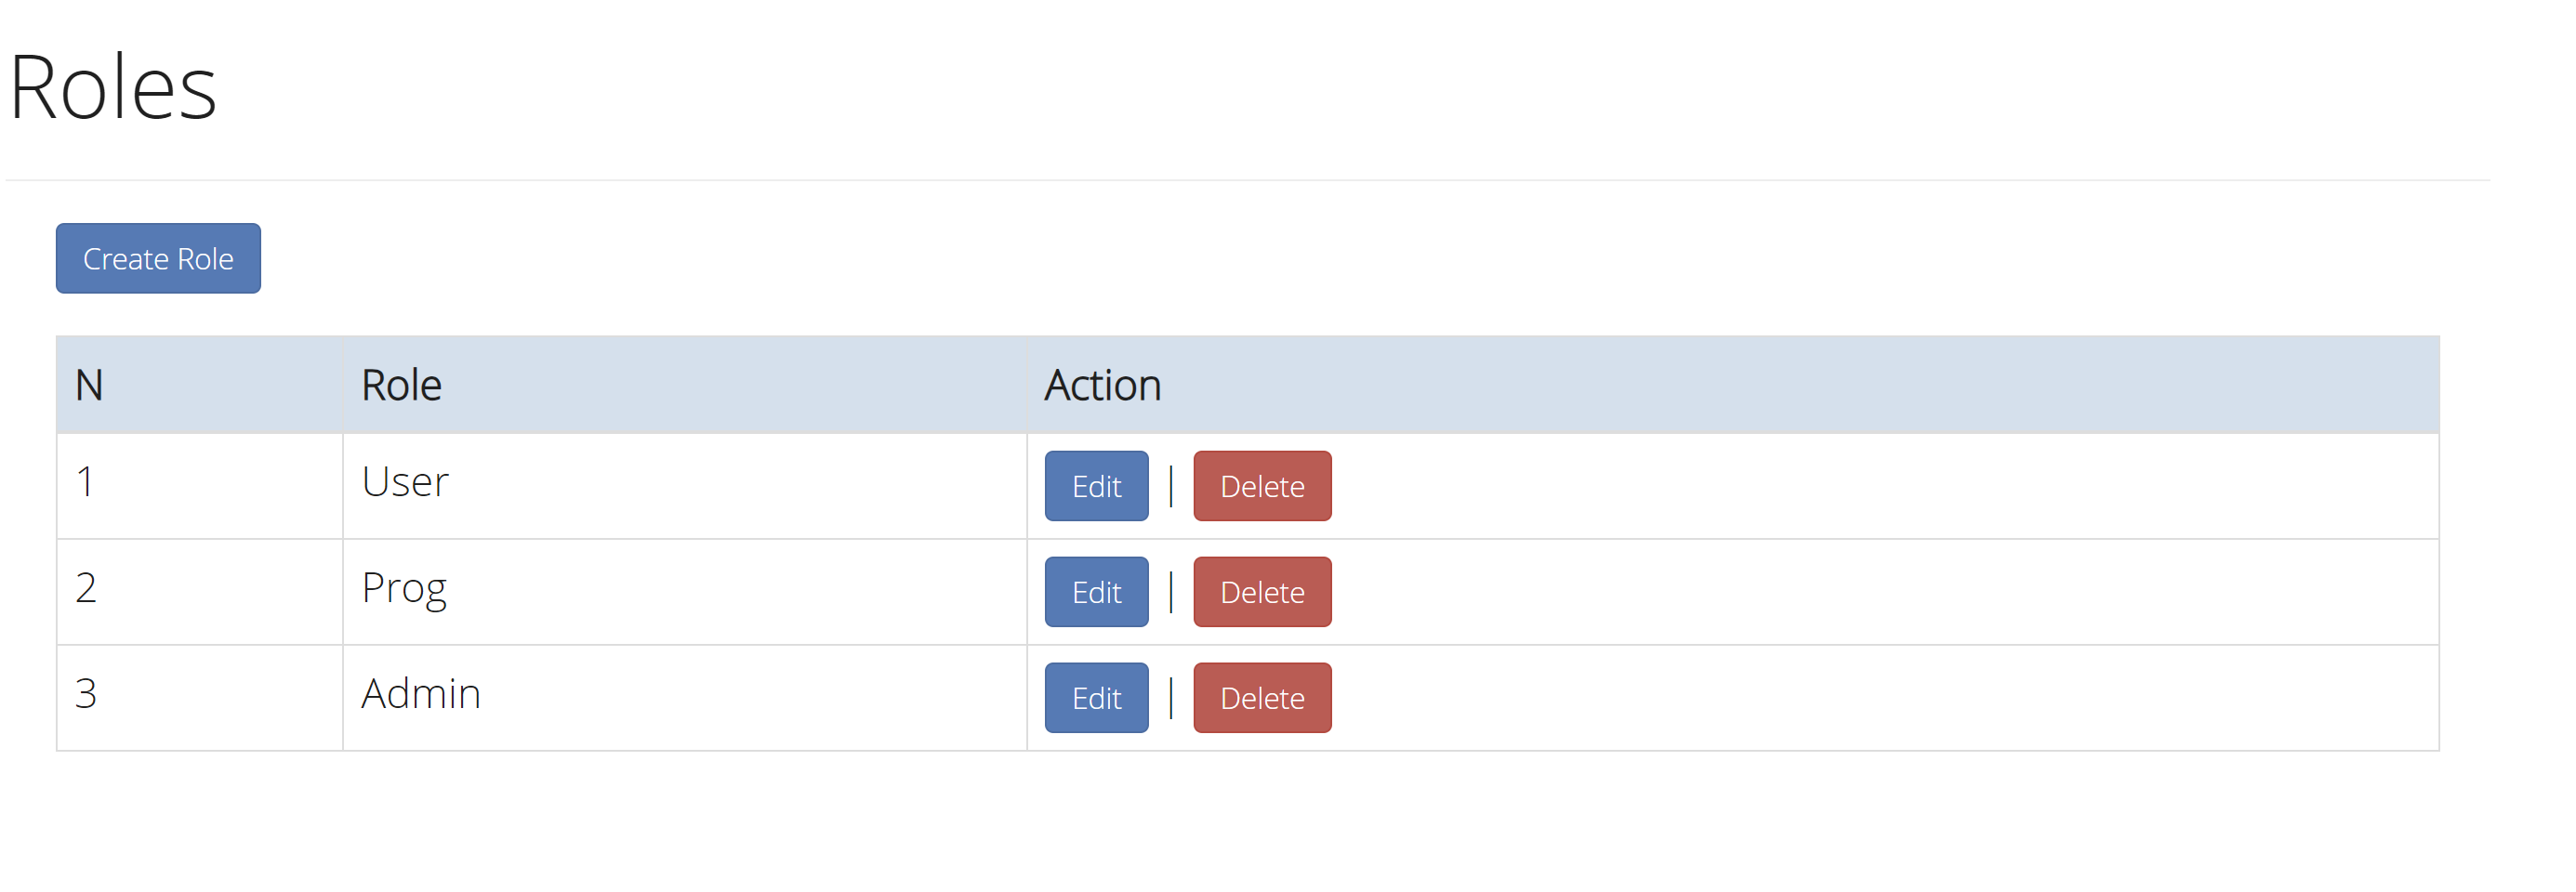 Roles
Create Role
N Role Action
1 User Edit | Delete
2 Prog Edit | Delete
3 Admin Edit | Delete